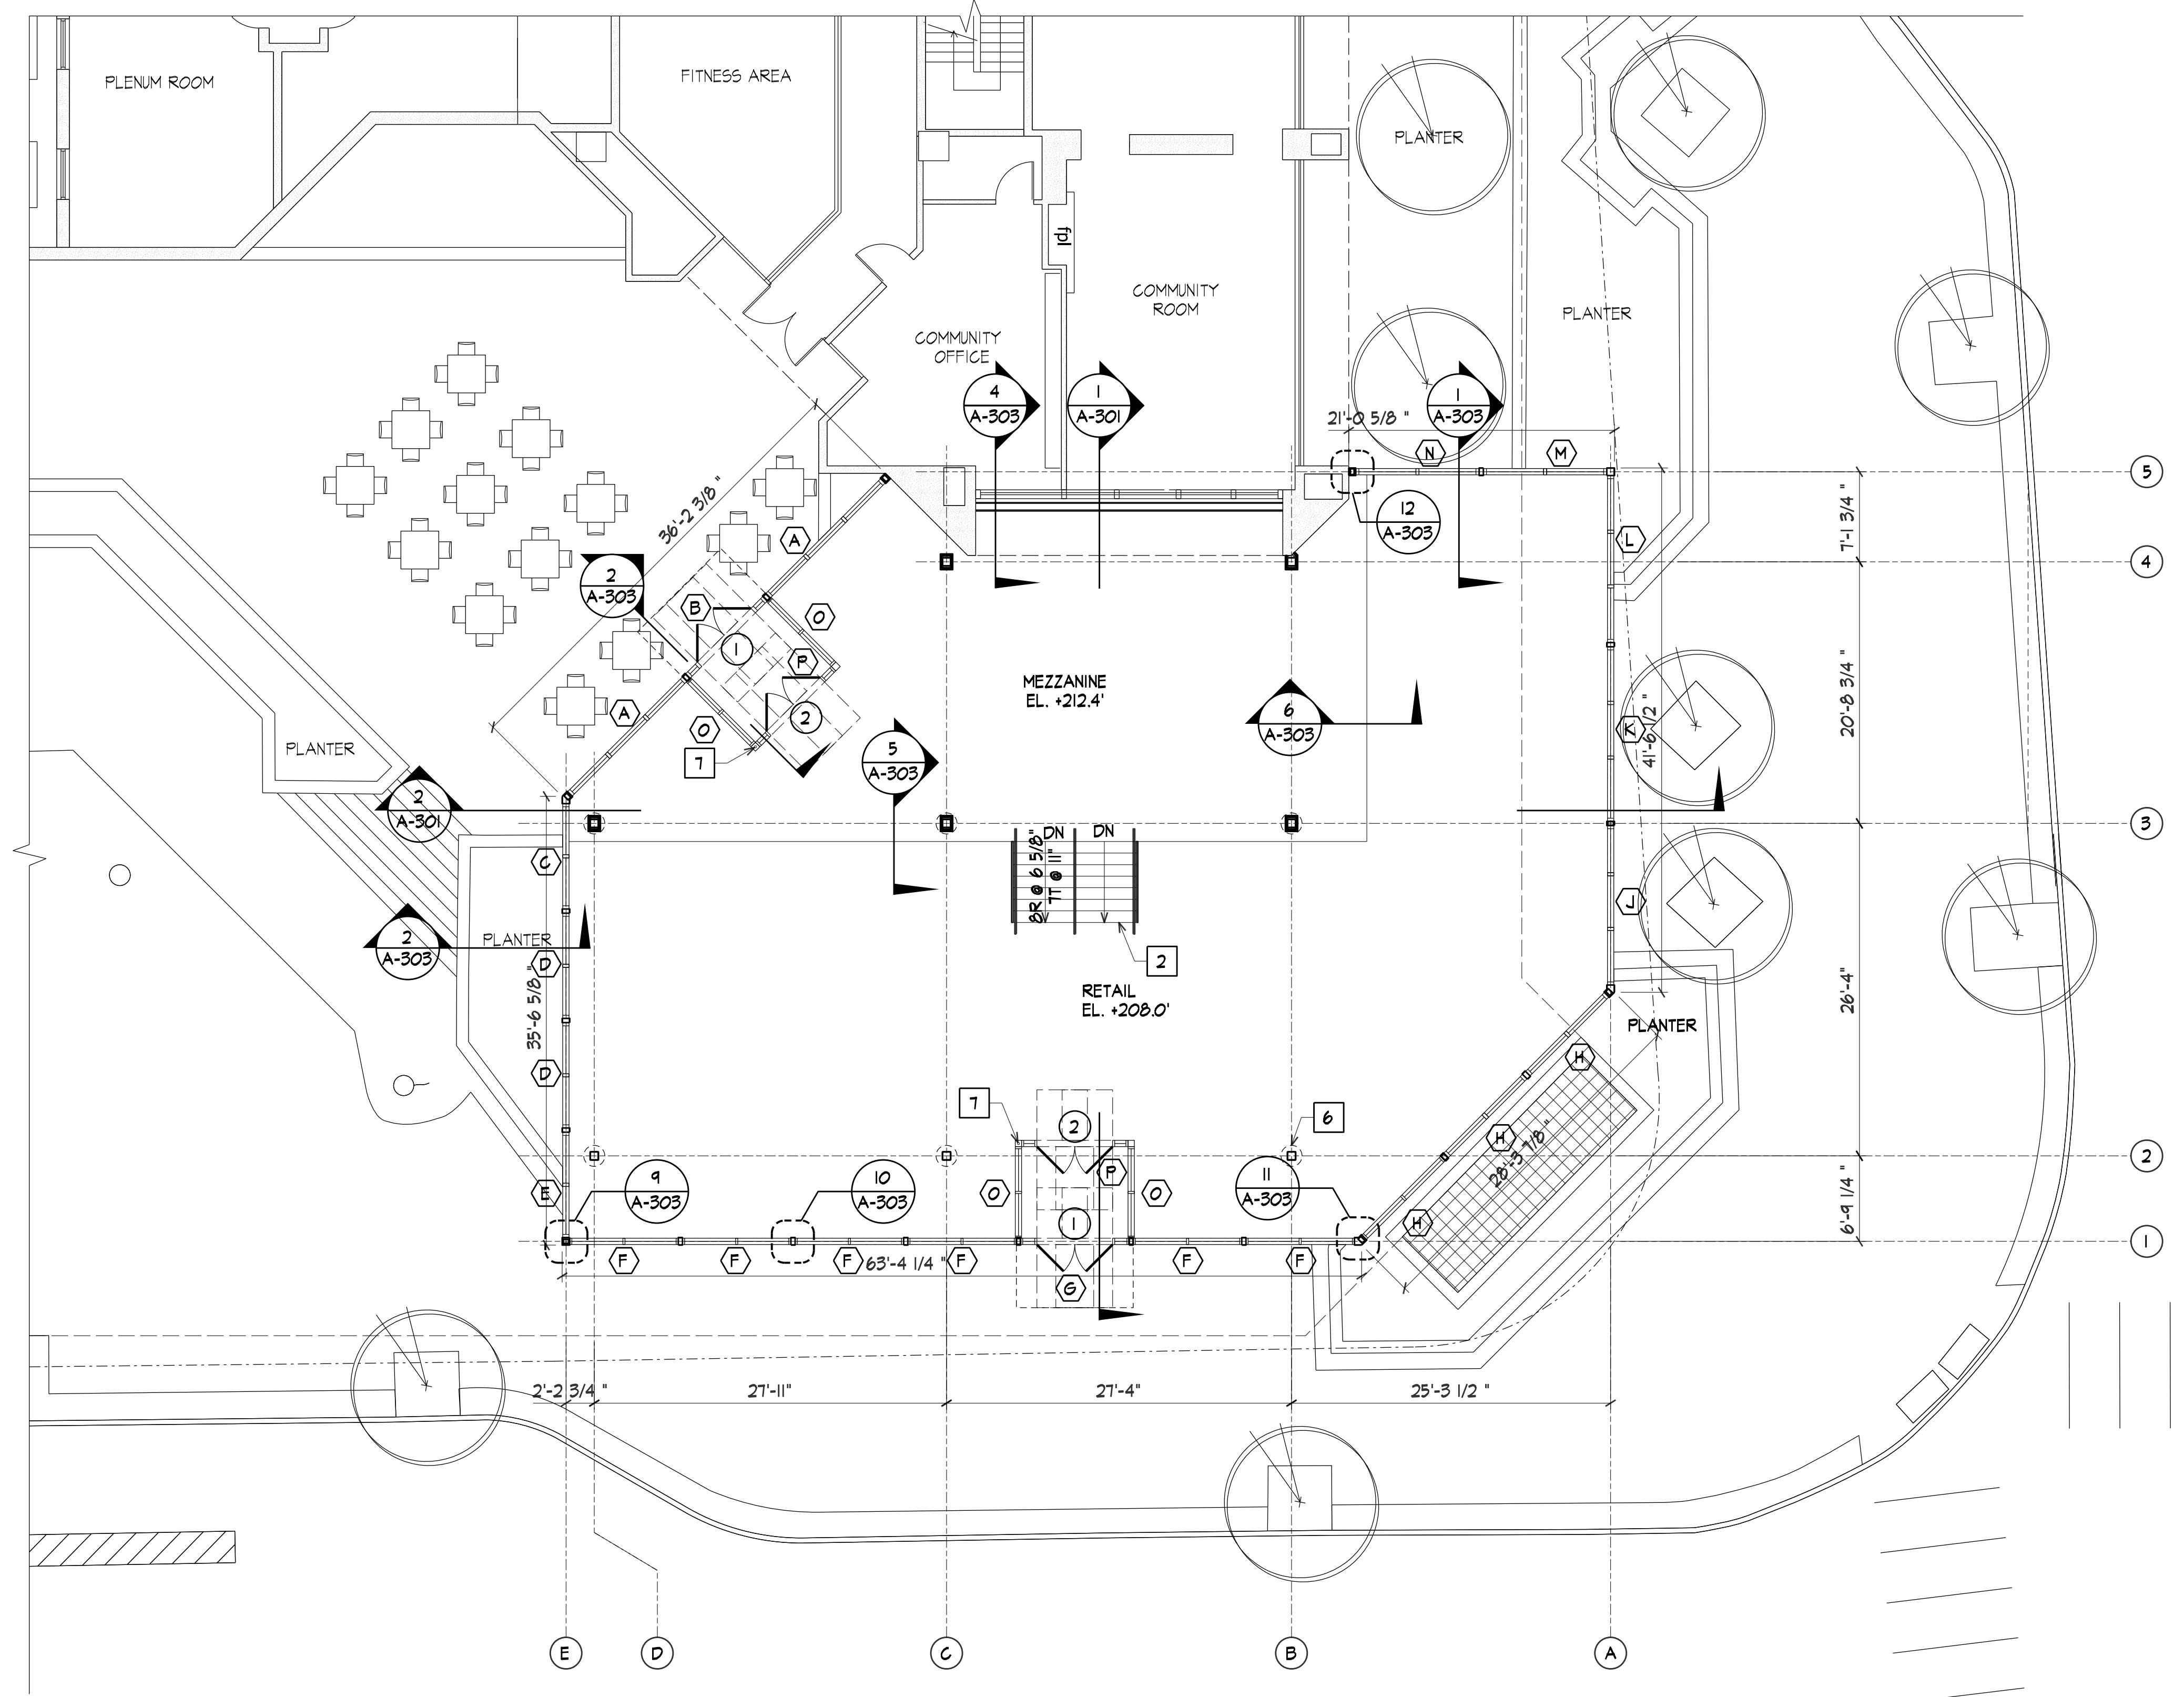 PLENUM ROOM
FITNESS AREA
PLANTER
fpl
COMMUNITY
ROOM
PLANTER
COMMUNITY
OFFICE
4
A-303
1
A-301
1
A-303
21'-0 5/8 "
N
M
5
36'-2 3/8 "
12
A-303
7'-1 3/4 "
A
L
4
2
A-303
B
O
1
P
MEZZANINE
EL. +212.4'
20'-8 3/4 "
A
O
2
6
A-303
K
41'-6 1/2 "
PLANTER
7
5
A-303
2
A-301
3
8R @ 6 5/8"
7T @ 11"
DN
DN
C
J
2
A-303
PLANTER
D
2
35'-6 5/8 "
RETAIL
EL. +208.0'
26'-4"
PLANTER
H
D
7
2
6
H
28'-3 7/8 "
2
9
A-303
10
A-303
11
A-303
P
E
O
O
6'-9 1/4 "
1
H
1
F
F
F
63'-4 1/4 "
F
F
F
G
2'-2 3/4 "
27'-11"
27'-4"
25'-3 1/2 "
E
D
C
B
A